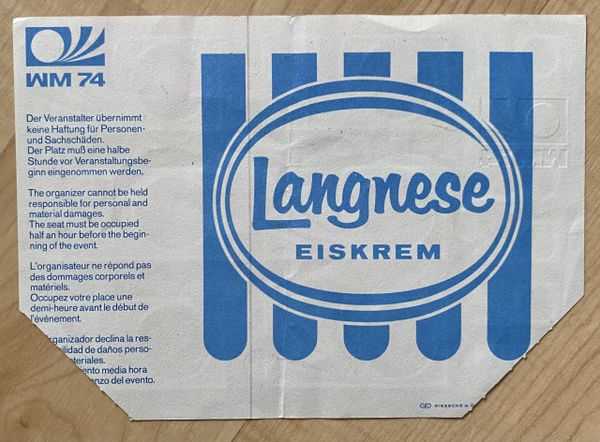 WM 74
Der Veranstalter übernimmt
keine Haftung für Personen-
und Sachschäden.
Der Platz muß eine halbe
Stunde vor Veranstaltungsbe-
ginn eingenommen werden.
The organizer cannot be held
responsible for personal and
material damages.
The seat must be occupied
half an hour before the begin-
ning of the event.
L'organisateur ne répond pas
des dommages corporels et
matériels.
Occupez votre place une
demi-heure avant le début de
l'événement.
organizador declina la res-
bilidad de daños perso-
ateriales.
ento media hora
nzo del evento.
Langnese
EISKREM